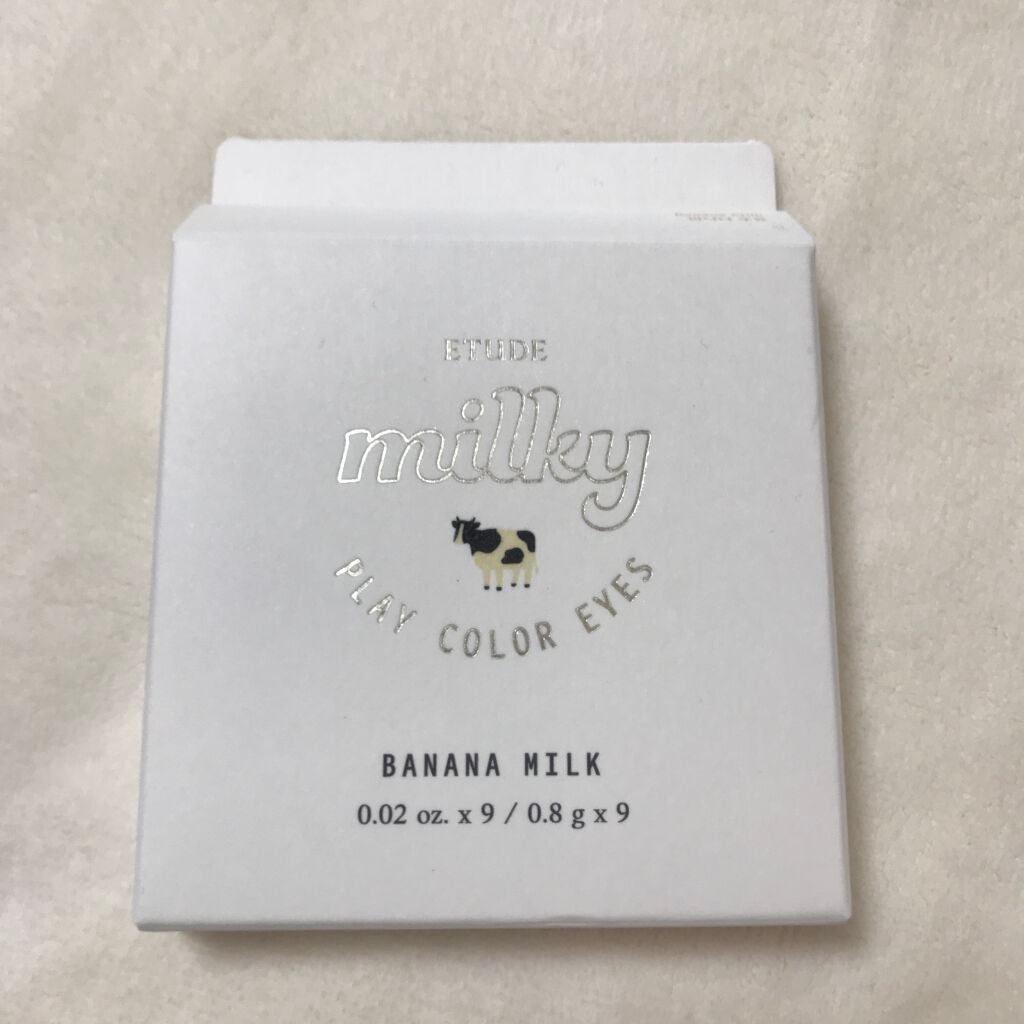 ETUDE
milky
PLAY COLOR EYES
BANANA MILK
0.02 oz. x 9 / 0.8 g x 9